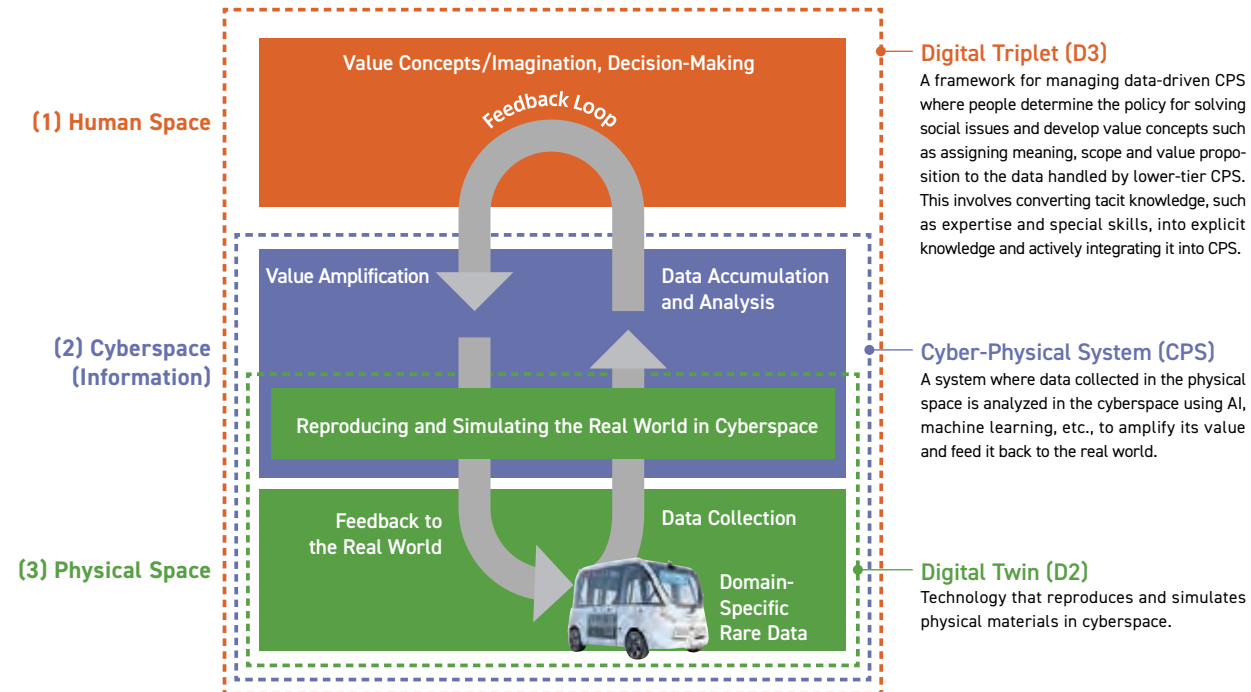 Value Concepts/Imagination, Decision-Making
Feedback Loop
(1) Human Space
Digital Triplet (D3)
A framework for managing data-driven CPS
where people determine the policy for solving
social issues and develop value concepts such
as assigning meaning, scope and value propo-
sition to the data handled by lower-tier CPS.
This involves converting tacit knowledge, such
as expertise and special skills, into explicit
knowledge and actively integrating it into CPS.
(2) Cyberspace
(Information)
Value Amplification
Data Accumulation
and Analysis
Reproducing and Simulating the Real World in Cyberspace
Cyber-Physical System (CPS)
A system where data collected in the physical
space is analyzed in the cyberspace using AI,
machine learning, etc., to amplify its value
and feed it back to the real world.
(3) Physical Space
Feedback to
the Real World
Data Collection
Domain-
Specific
Rare Data
Digital Twin (D2)
Technology that reproduces and simulates
physical materials in cyberspace.